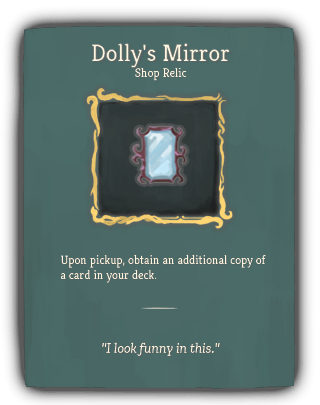 Dolly's Mirror
Shop Relic
Upon pickup, obtain an additional copy of
a card in your deck.
"I look funny in this."